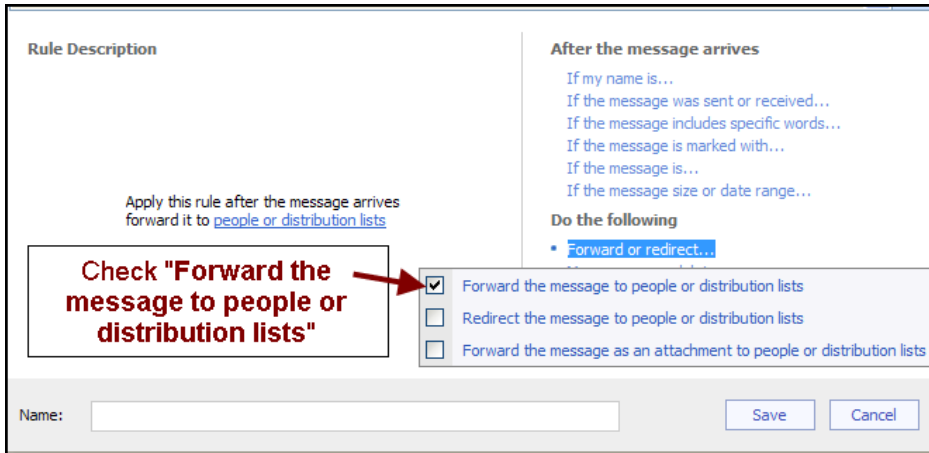 Rule Description
Apply this rule after the message arrives
forward it to people or distribution lists
Check "Forward the
message to people or
distribution lists"
After the message arrives
If my name is...
If the message was sent or received...
If the message includes specific words...
If the message is marked with...
If the message is...
If the message size or date range...
Do the following
Forward or redirect...
Forward the message to people or distribution lists
Redirect the message to people or distribution lists
Forward the message as an attachment to people or distribution lists
Name:
Save
Cancel